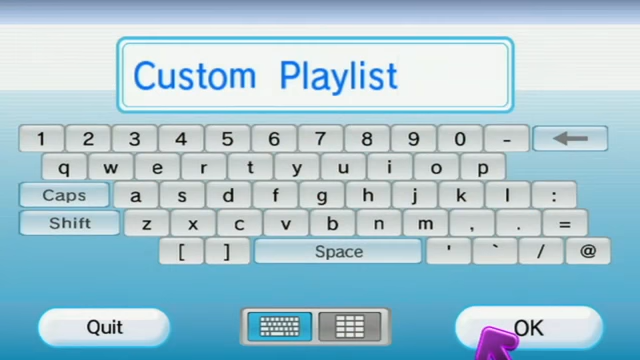 Custom Playlist
1 2 3 4 5 6 7 8 9 0 -
q w e r t y u i o p
Caps a s d f g h j k l :
Shift z x c v b n m , . =
[ ] Space ' ` / @
Quit OK